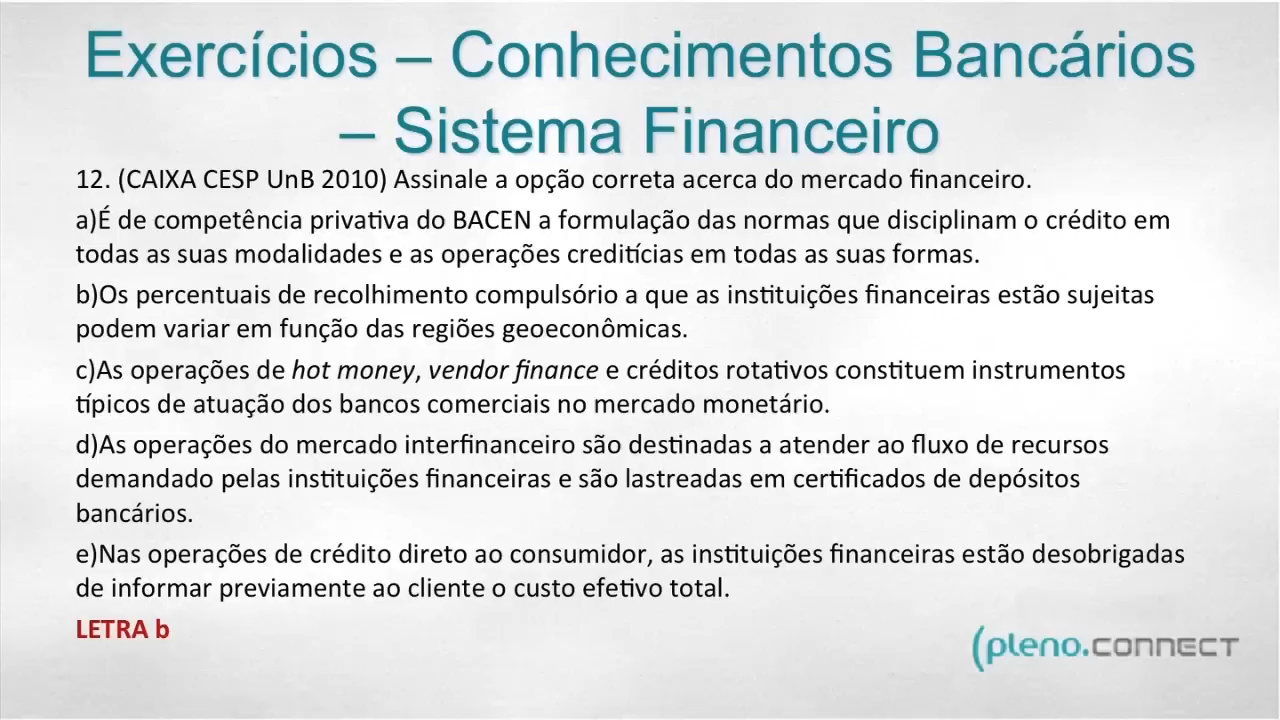 Exercícios – Conhecimentos Bancários
– Sistema Financeiro
12. (CAIXA CESP UnB 2010) Assinale a opção correta acerca do mercado financeiro.
a)É de competência privativa do BACEN a formulação das normas que disciplinam o crédito em
todas as suas modalidades e as operações creditícias em todas as suas formas.
b)Os percentuais de recolhimento compulsório a que as instituições financeiras estão sujeitas
podem variar em função das regiões geoeconômicas.
c)As operações de hot money, vendor finance e créditos rotativos constituem instrumentos
típicos de atuação dos bancos comerciais no mercado monetário.
d)As operações do mercado interfinanceiro são destinadas a atender ao fluxo de recursos
demandado pelas instituições financeiras e são lastreadas em certificados de depósitos
bancários.
e)Nas operações de crédito direto ao consumidor, as instituições financeiras estão desobrigadas
de informar previamente ao cliente o custo efetivo total.
LETRA b
(pleno.connect